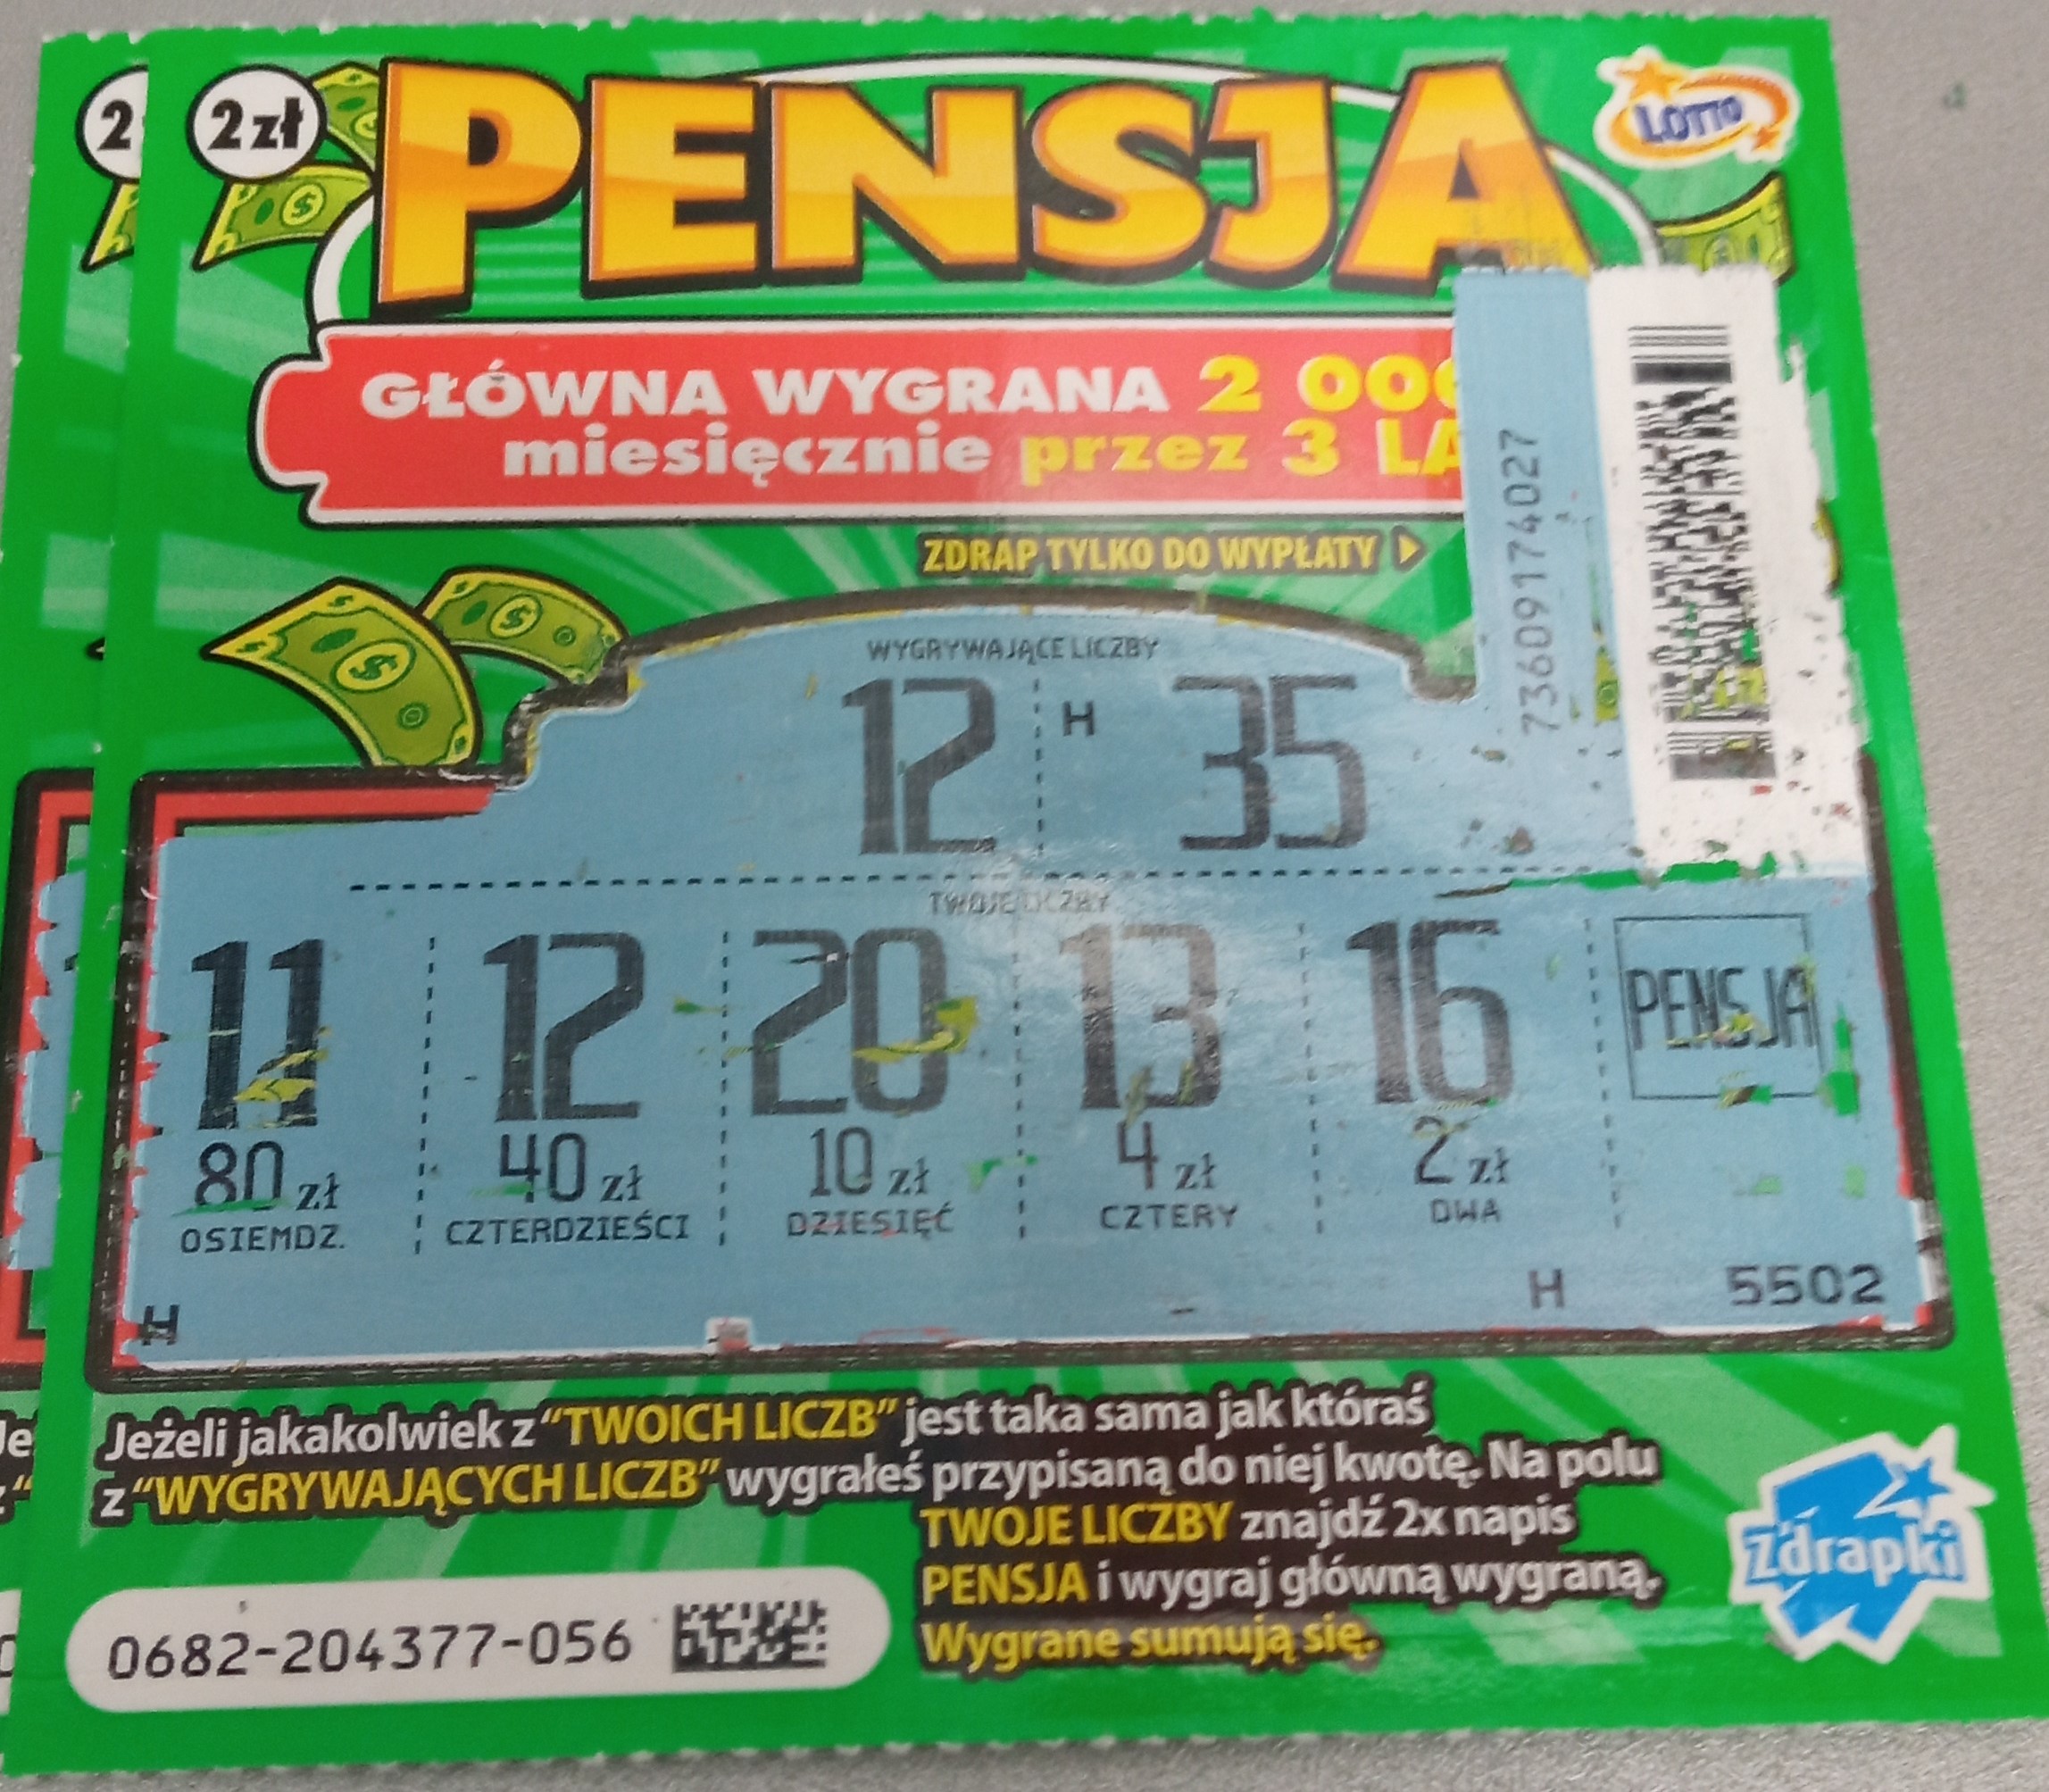 2
2 zł
PENSJA
LOTTO
GŁÓWNA WYGRANA 2 000
miesięcznie przez 3 LA
ZDRAP TYLKO DO WYPŁATY
73609174027
WYGRYWAJĄCE LICZBY
12 H 35
TWOJE LICZBY
11 12 20 13 16 PENSJA
80 zł 40 zł 10 zł 4 zł 2 zł
OSIEMDZ. CZTERDZIEŚCI DZIESIĘĆ CZTERY DWA
H H 5502
Jeżeli jakakolwiek z “TWOICH LICZB” jest taka sama jak któraś
z “WYGRYWAJĄCYCH LICZB” wygrałeś przypisaną do niej kwotę. Na polu
TWOJE LICZBY znajdź 2x napis
PENSJA i wygraj główną wygraną.
Wygrane sumują się.
Zdrapki
0682-204377-056